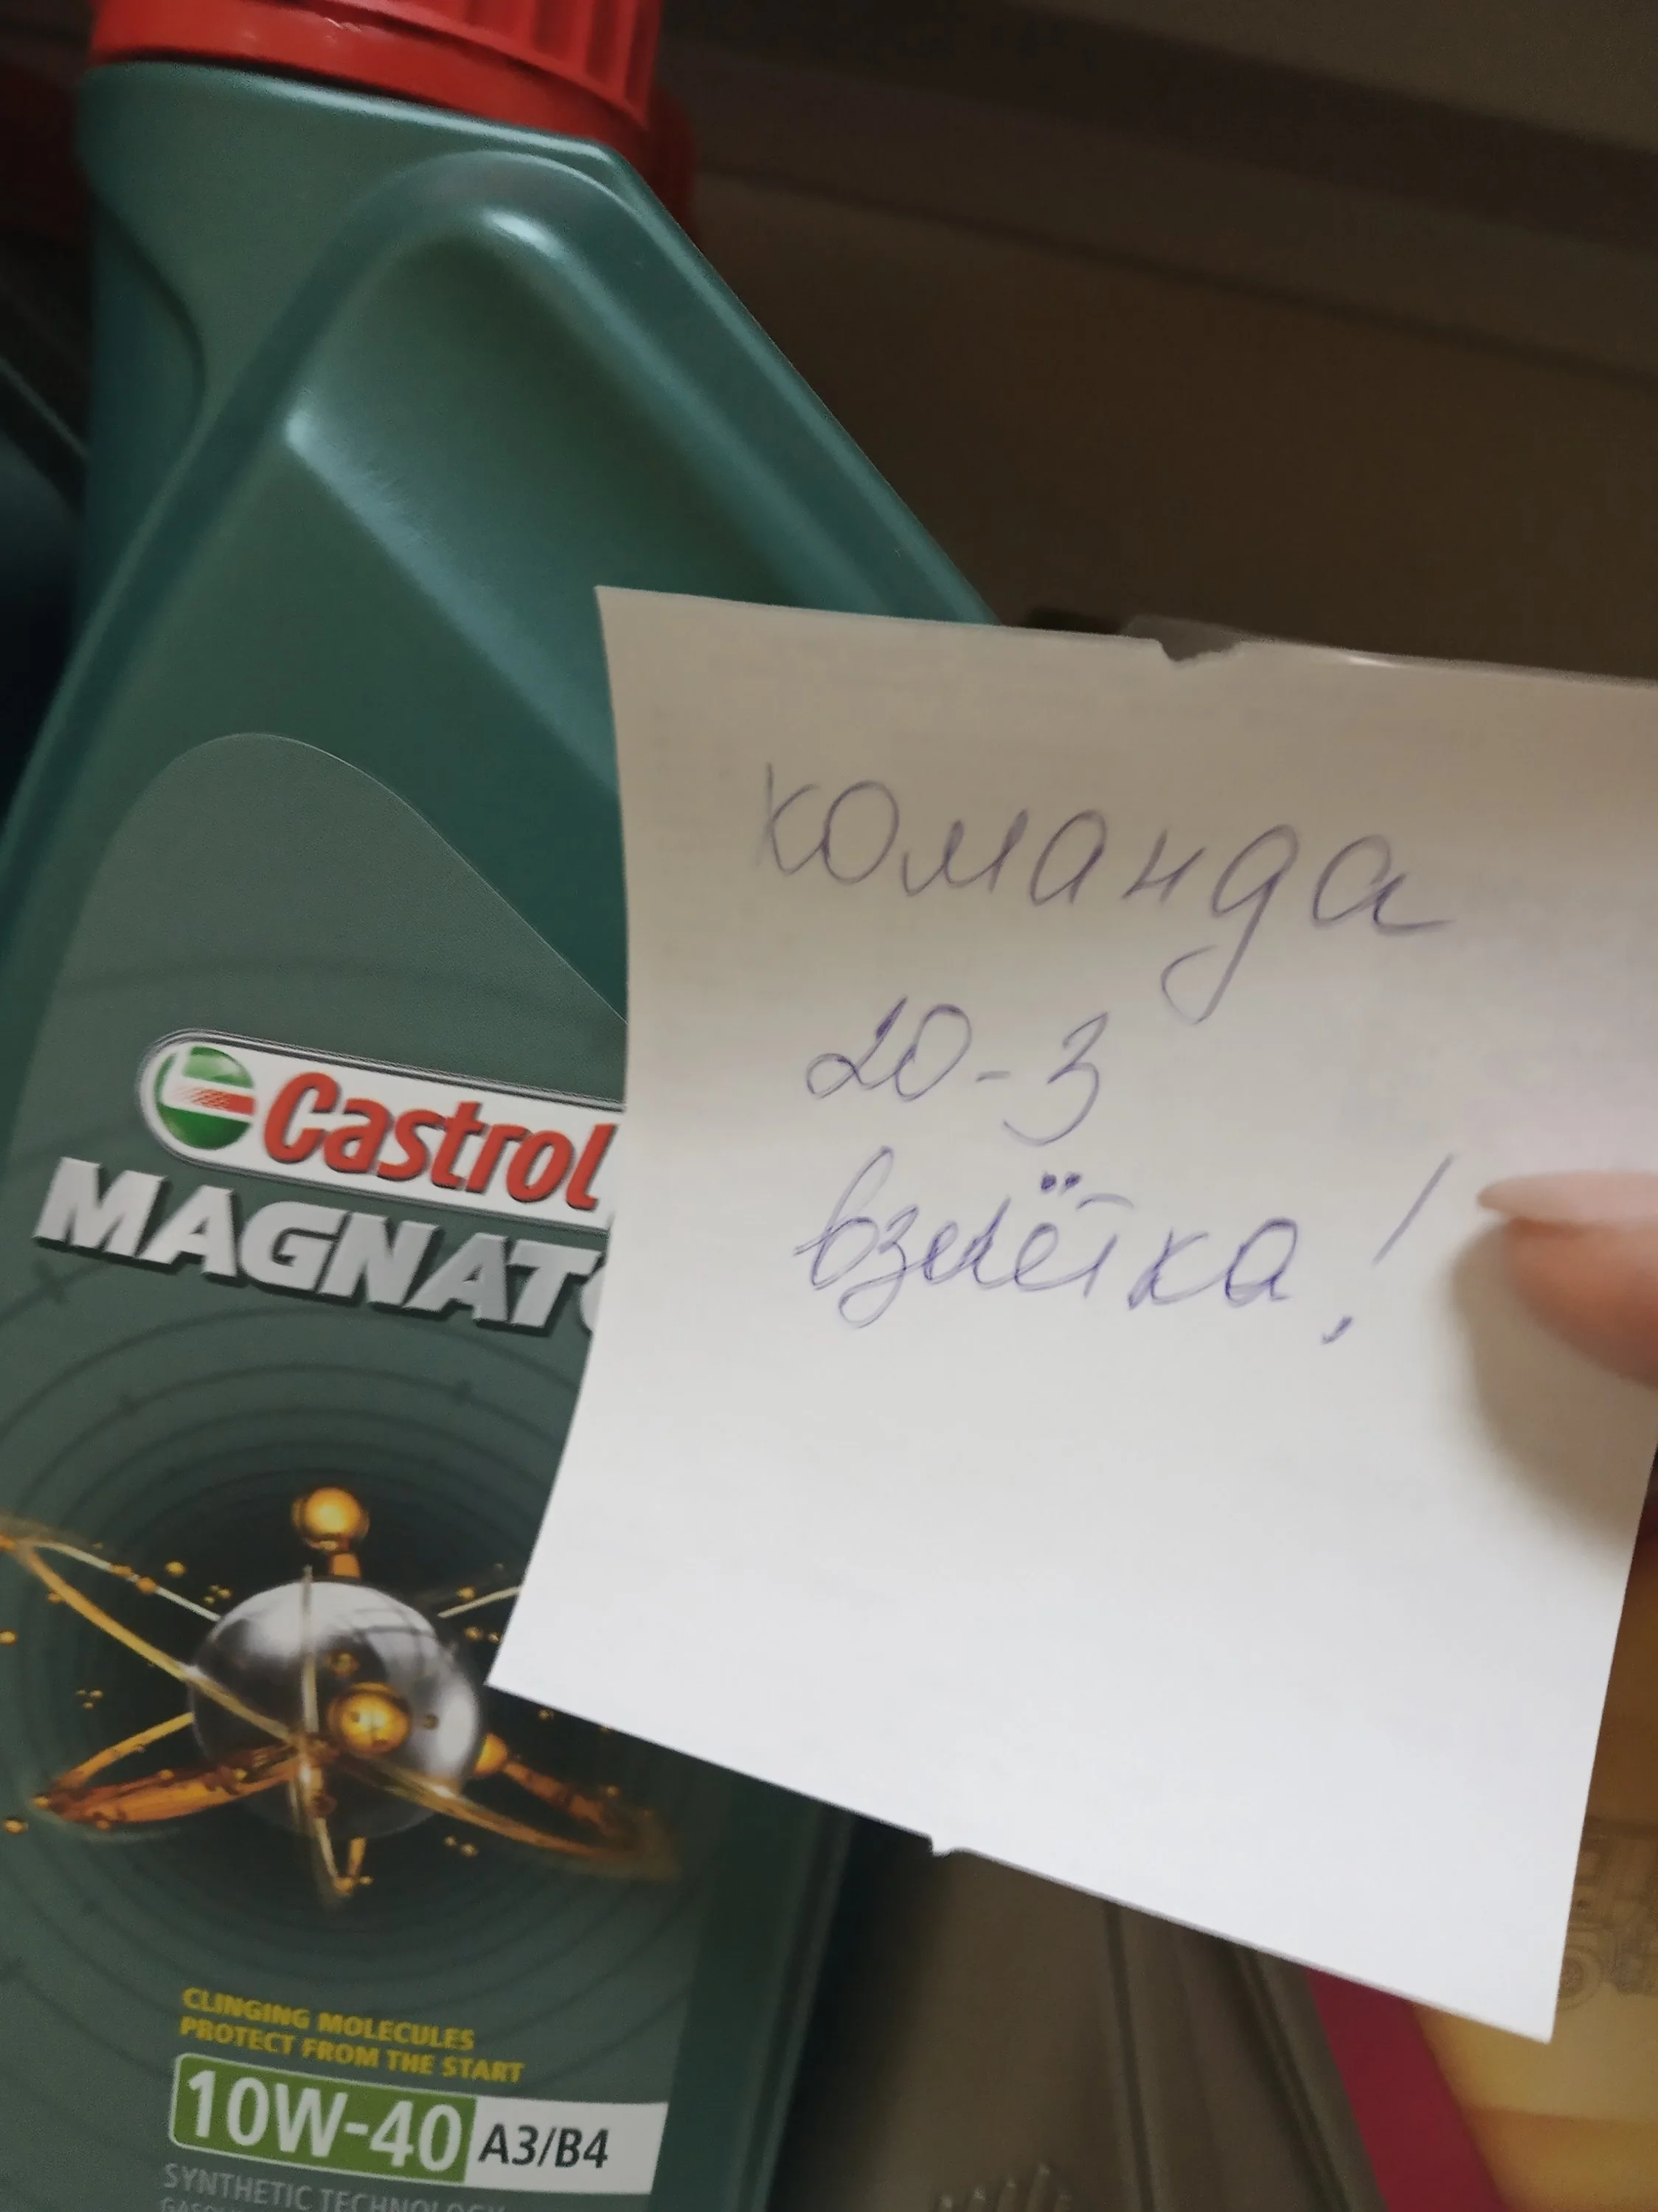 команда
20-3
взлётка!
Castrol
MAGNAT
CLINGING MOLECULES
PROTECT FROM THE START
10W-40 A3/B4
SYNTHETIC TECHNOLOGY